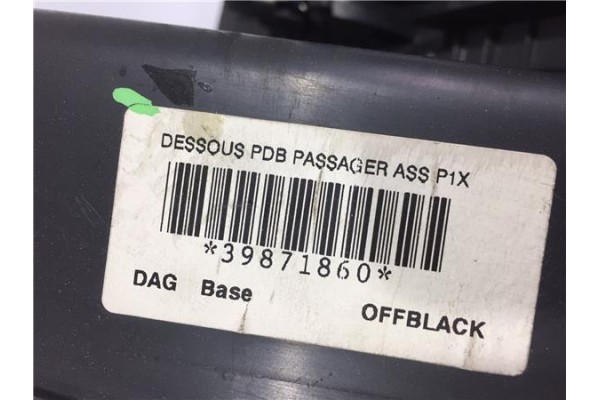 DESSOUS PDB PASSAGER ASS P1X
*39871860*
DAG Base OFFBLACK